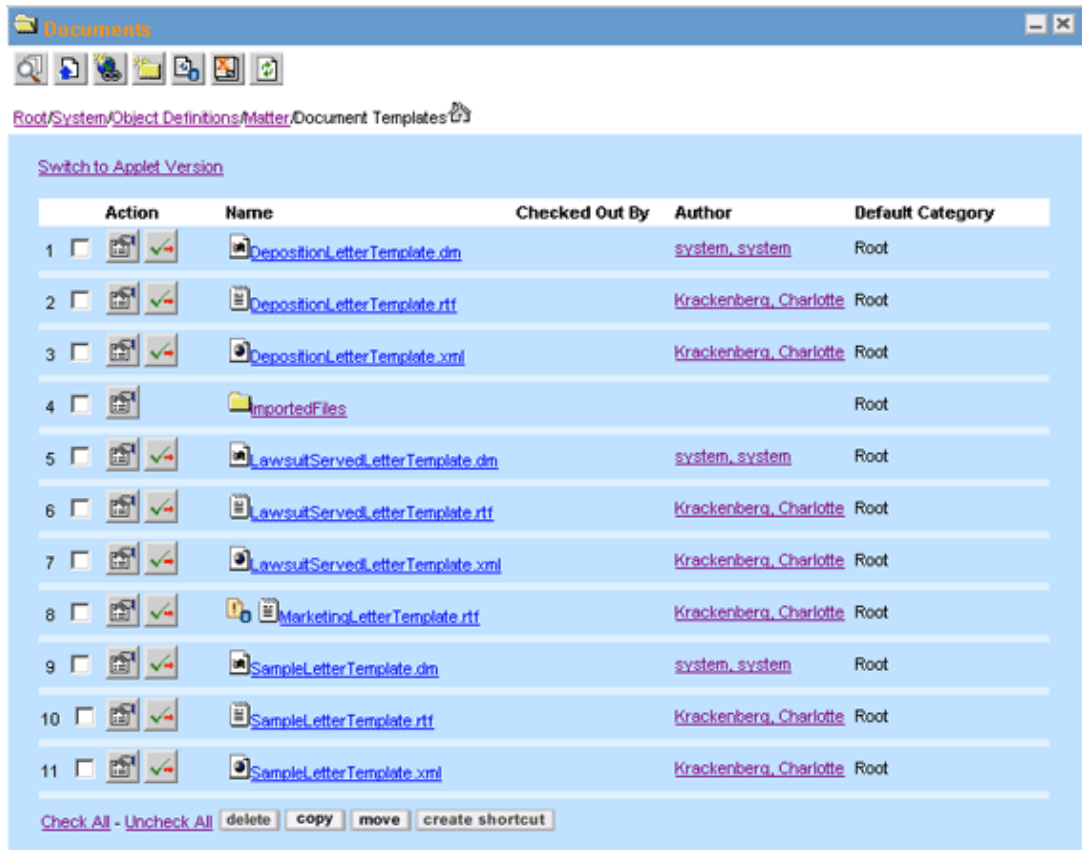 Documents
Root/System/Object Definitions/Matter/Document Templates
Switch to Applet Version
Action Name Checked Out By Author Default Category
1 DepositionLetterTemplate.dm system, system Root
2 DepositionLetterTemplate.rtf Krackenberg, Charlotte Root
3 DepositionLetterTemplate.xml Krackenberg, Charlotte Root
4 ImportedFiles Root
5 LawsuitServedLetterTemplate.dm system, system Root
6 LawsuitServedLetterTemplate.rtf Krackenberg, Charlotte Root
7 LawsuitServedLetterTemplate.xml Krackenberg, Charlotte Root
8 MarketingLetterTemplate.rtf Krackenberg, Charlotte Root
9 SampleLetterTemplate.dm system, system Root
10 SampleLetterTemplate.rtf Krackenberg, Charlotte Root
11 SampleLetterTemplate.xml Krackenberg, Charlotte Root
Check All - Uncheck All delete copy move create shortcut